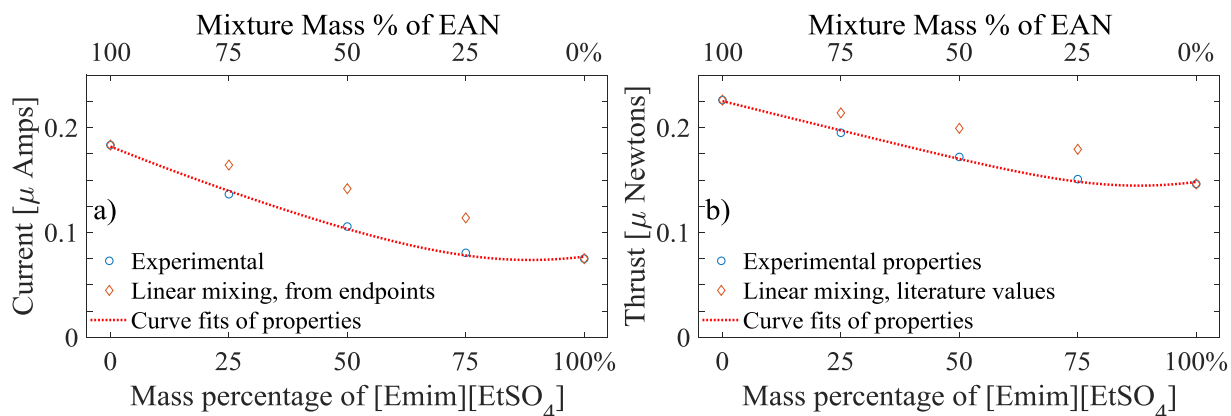 Mixture Mass % of EAN
100 75 50 25 0%
Current [μ Amps]
0.2
0.1
0
a)
Experimental
Linear mixing, from endpoints
Curve fits of properties
0 25 50 75 100%
Mass percentage of [Emim][EtSO4]
Mixture Mass % of EAN
100 75 50 25 0%
Thrust [μ Newtons]
0.2
0.1
0
b)
Experimental properties
Linear mixing, literature values
Curve fits of properties
0 25 50 75 100%
Mass percentage of [Emim][EtSO4]